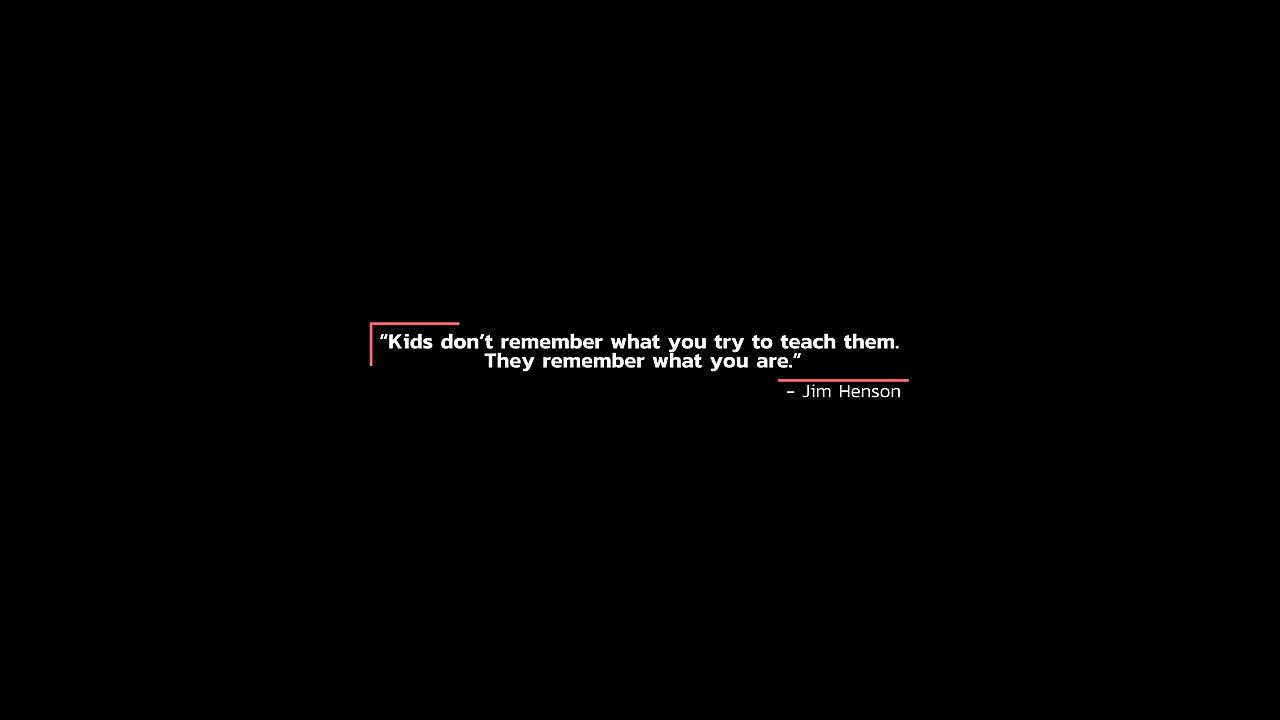 “Kids don’t remember what you try to teach them.
They remember what you are.”
- Jim Henson